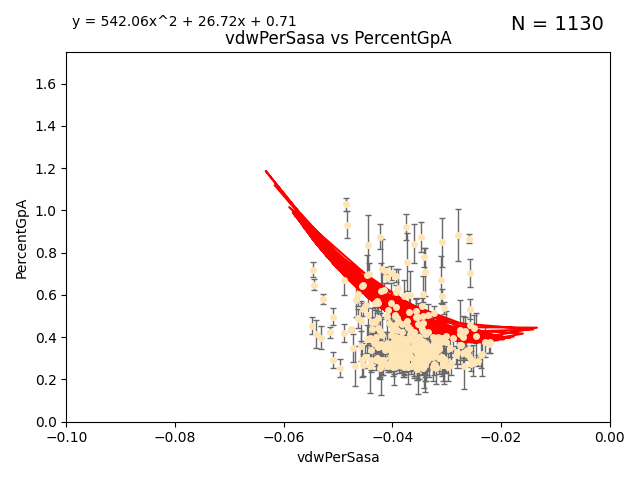 y = 542.06x^2 + 26.72x + 0.71
N = 1130
vdwPerSasa vs PercentGpA
PercentGpA
1.6
1.4
1.2
1.0
0.8
0.6
0.4
0.2
0.0
−0.10 −0.08 −0.06 −0.04 −0.02 0.00
vdwPerSasa